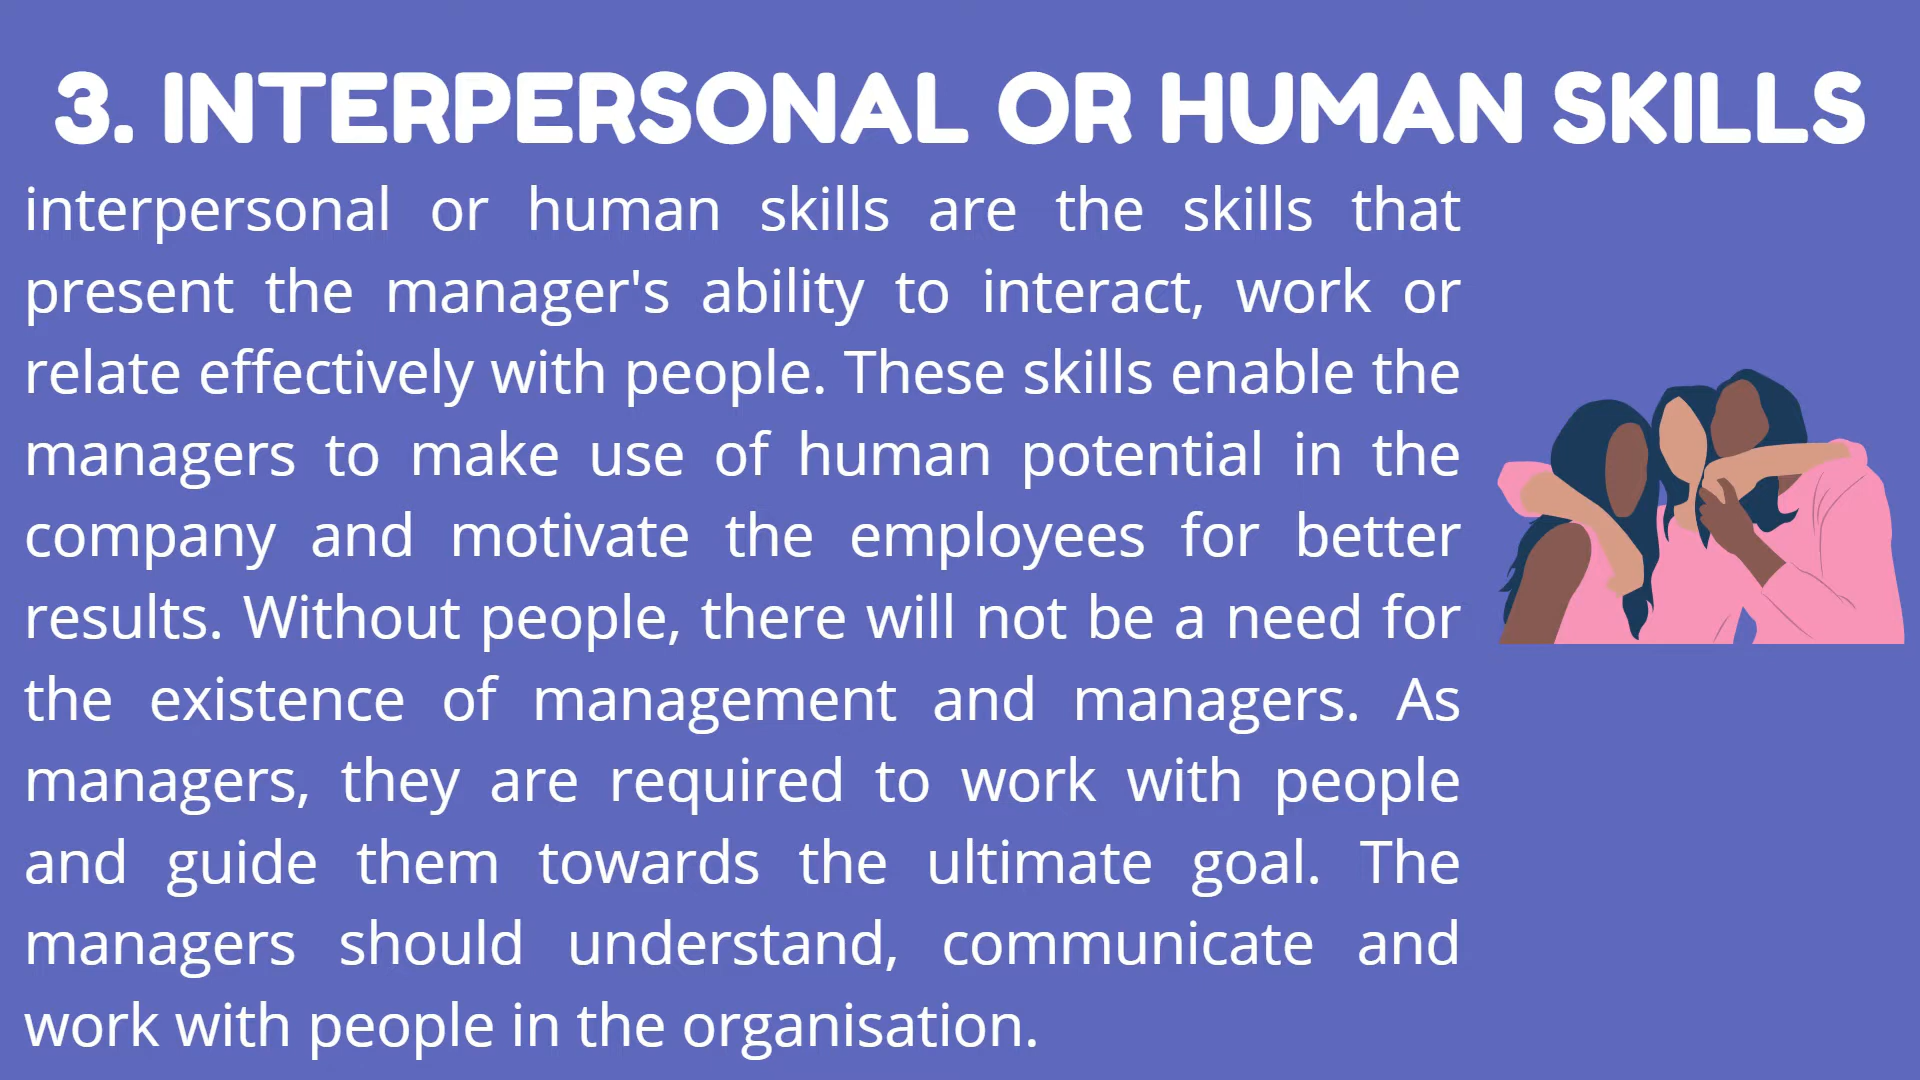 3. INTERPERSONAL OR HUMAN SKILLS
interpersonal or human skills are the skills that
present the manager's ability to interact, work or
relate effectively with people. These skills enable the
managers to make use of human potential in the
company and motivate the employees for better
results. Without people, there will not be a need for
the existence of management and managers. As
managers, they are required to work with people
and guide them towards the ultimate goal. The
managers should understand, communicate and
work with people in the organisation.